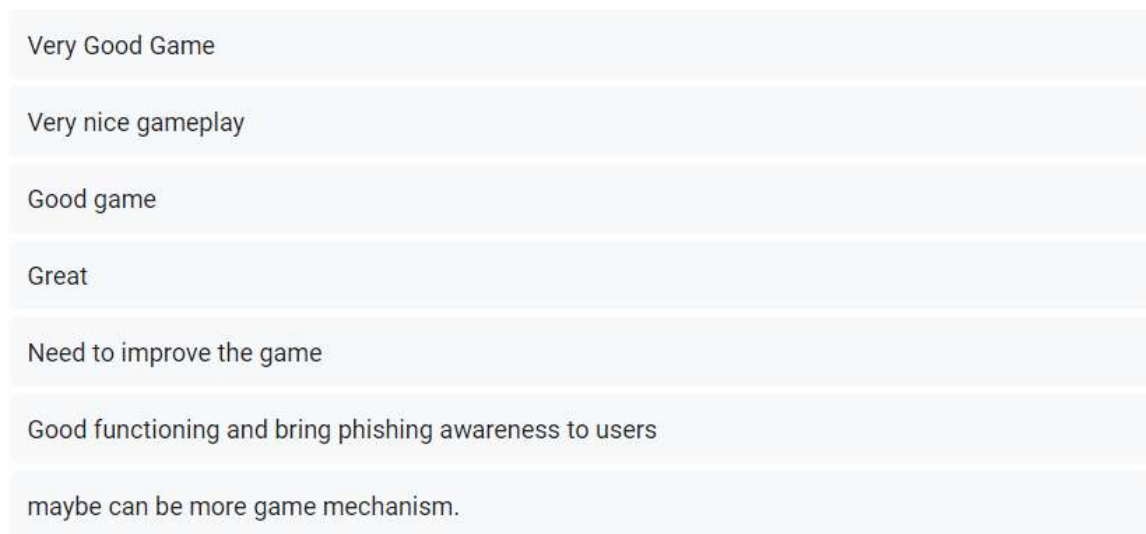 Very Good Game
Very nice gameplay
Good game
Great
Need to improve the game
Good functioning and bring phishing awareness to users
maybe can be more game mechanism.